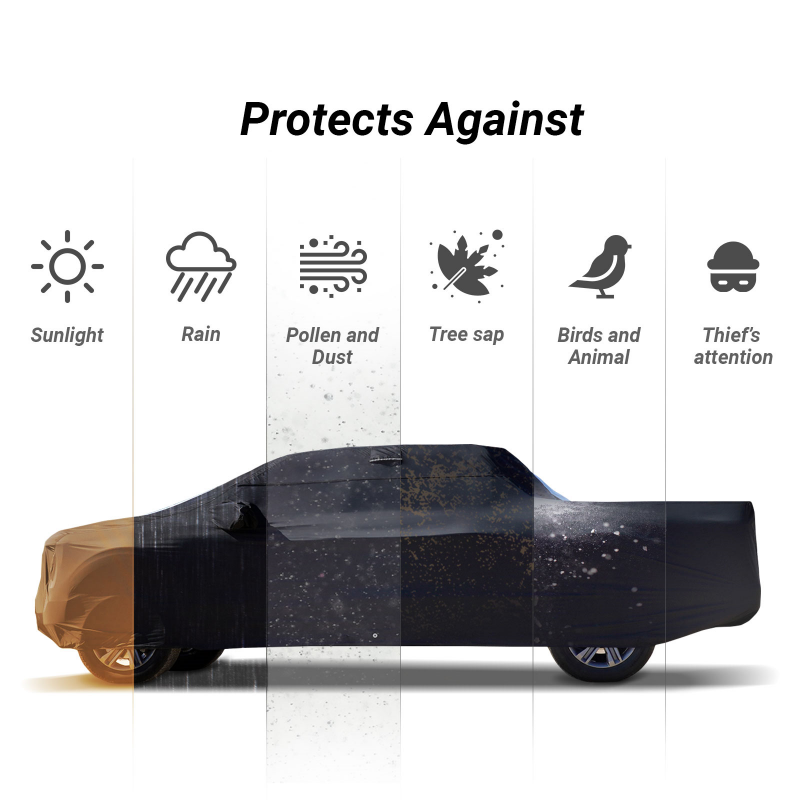 Protects Against
Sunlight
Rain
Pollen and
Dust
Tree sap
Birds and
Animal
Thief's
attention